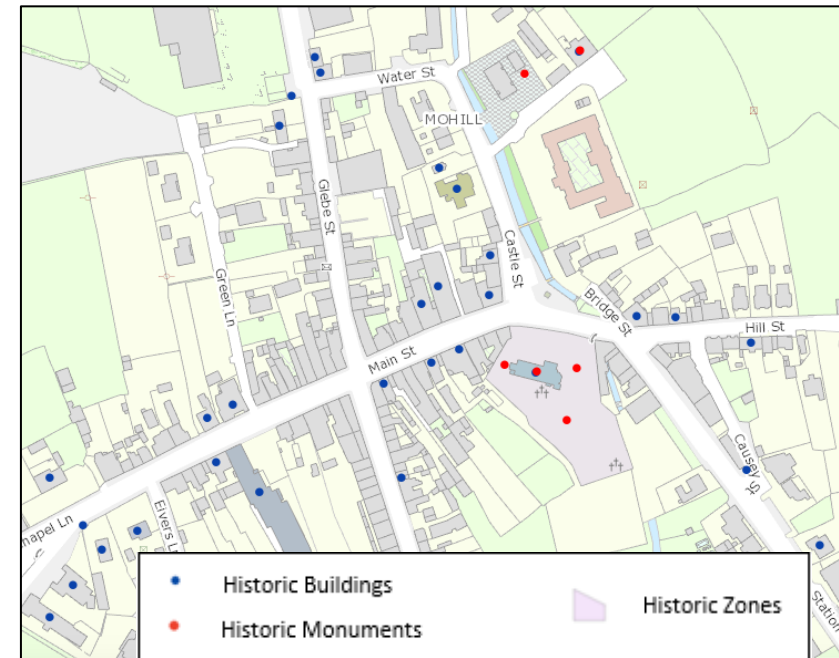 Water St
MOHILL
Glebe St
Castle St
Green Ln
Bridge St
Hill St
Main St
Causey St
hapel Ln
Eivers L
Station
Historic Buildings
Historic Zones
Historic Monuments